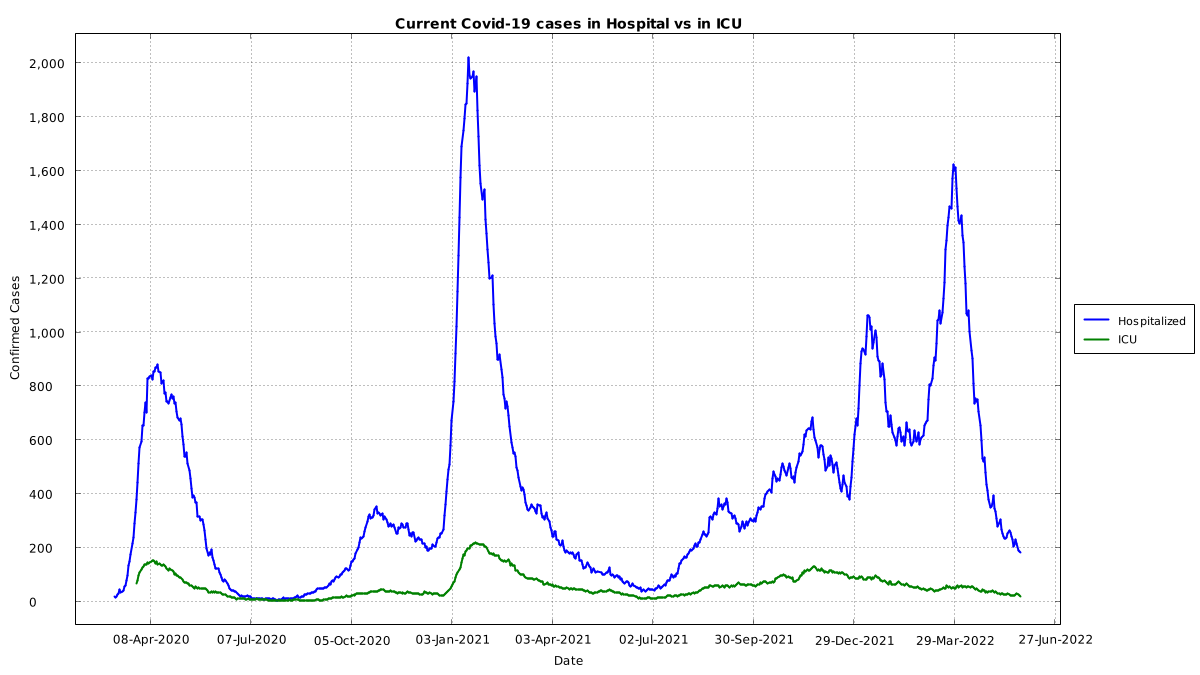 Current Covid-19 cases in Hospital vs in ICU
Confirmed Cases
2,000
1,800
1,600
1,400
1,200
1,000
800
600
400
200
0
08-Apr-2020 07-Jul-2020 05-Oct-2020 03-Jan-2021 03-Apr-2021 02-Jul-2021 30-Sep-2021 29-Dec-2021 29-Mar-2022 27-Jun-2022
Date
Hospitalized
ICU